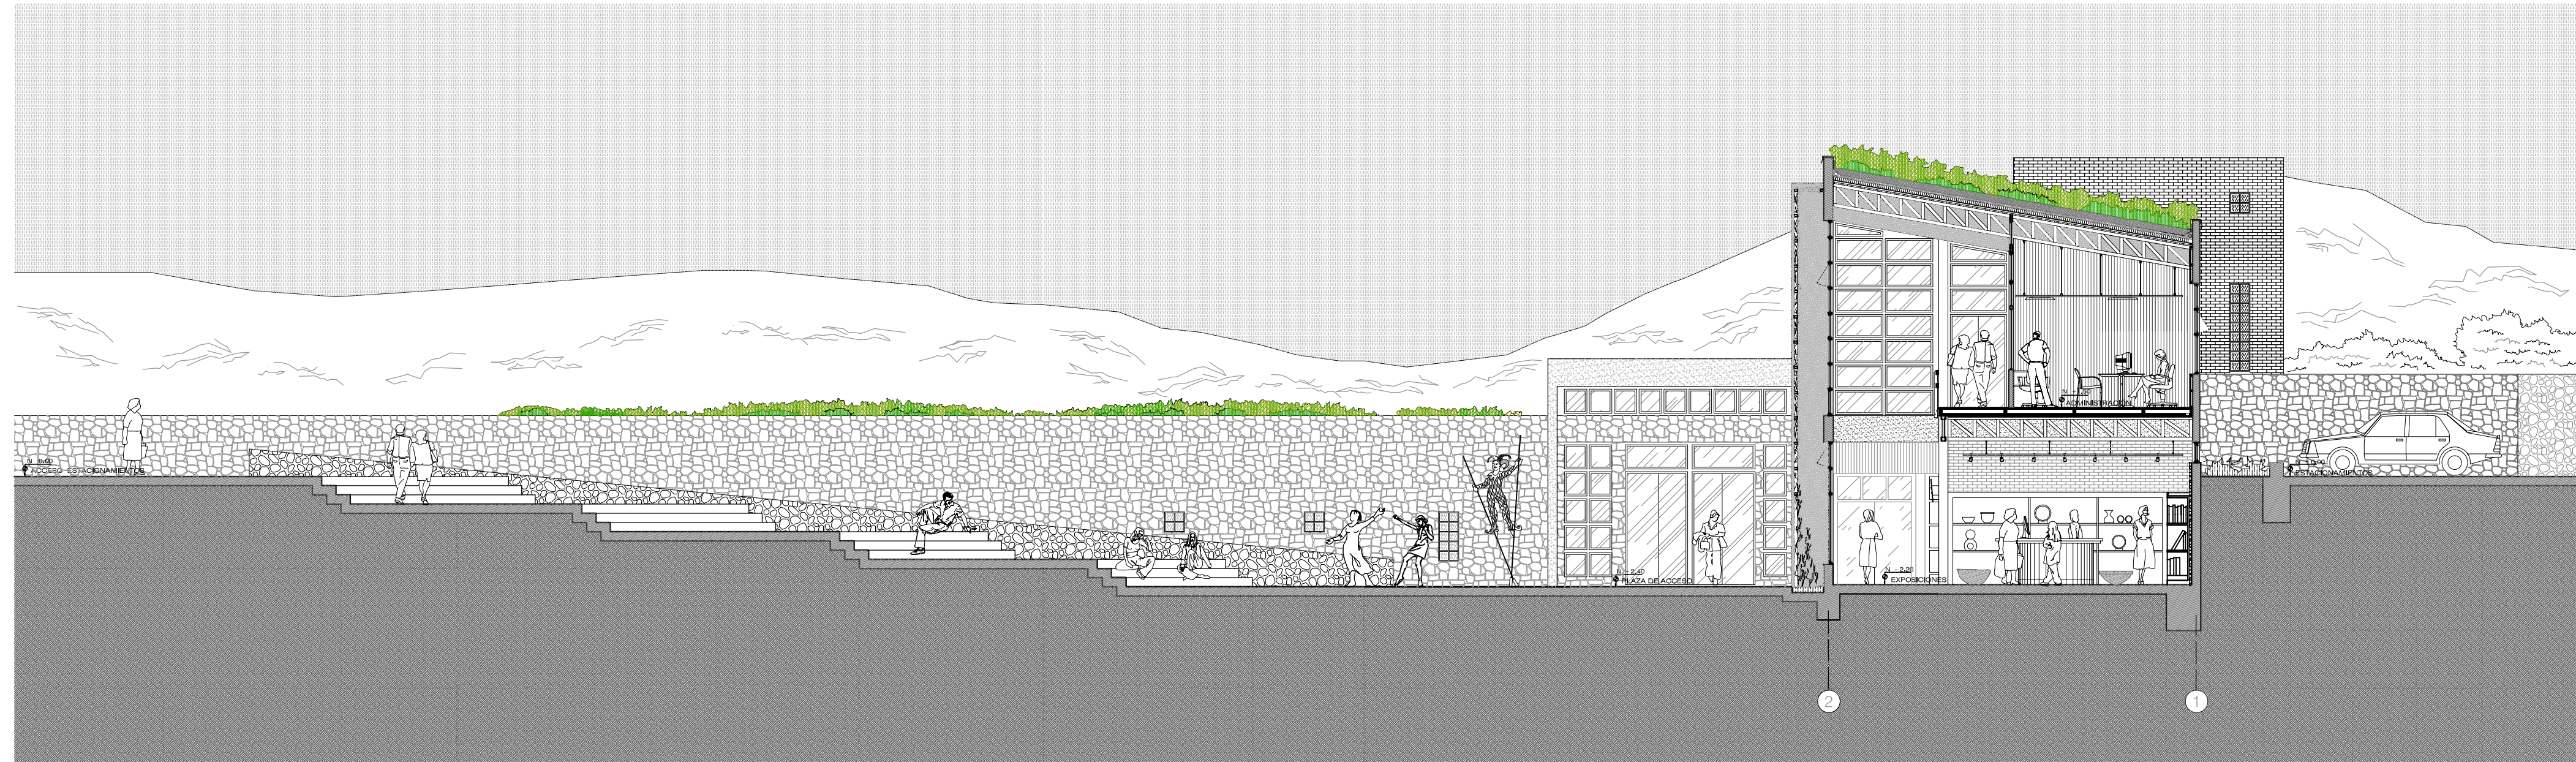 N 0.00
ACCESO ESTACIONAMIENTOS
N - 2,40
PLAZA DE ACCESO
N - 2,20
EXPOSICIONES
ADMINISTRACION
ESTACIONAMIENTOS
2
1